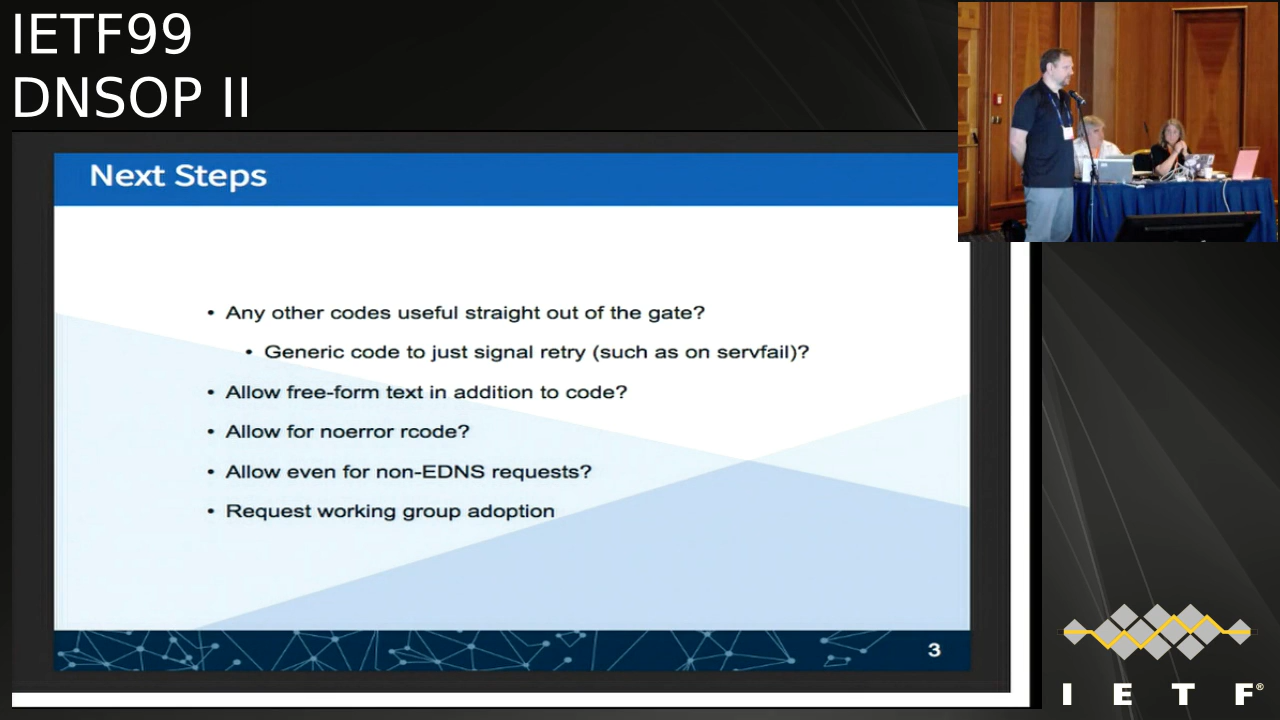 IETF99
DNSOP II
Next Steps
• Any other codes useful straight out of the gate?
• Generic code to just signal retry (such as on servfail)?
• Allow free-form text in addition to code?
• Allow for noerror rcode?
• Allow even for non-EDNS requests?
• Request working group adoption
3
I E T F®